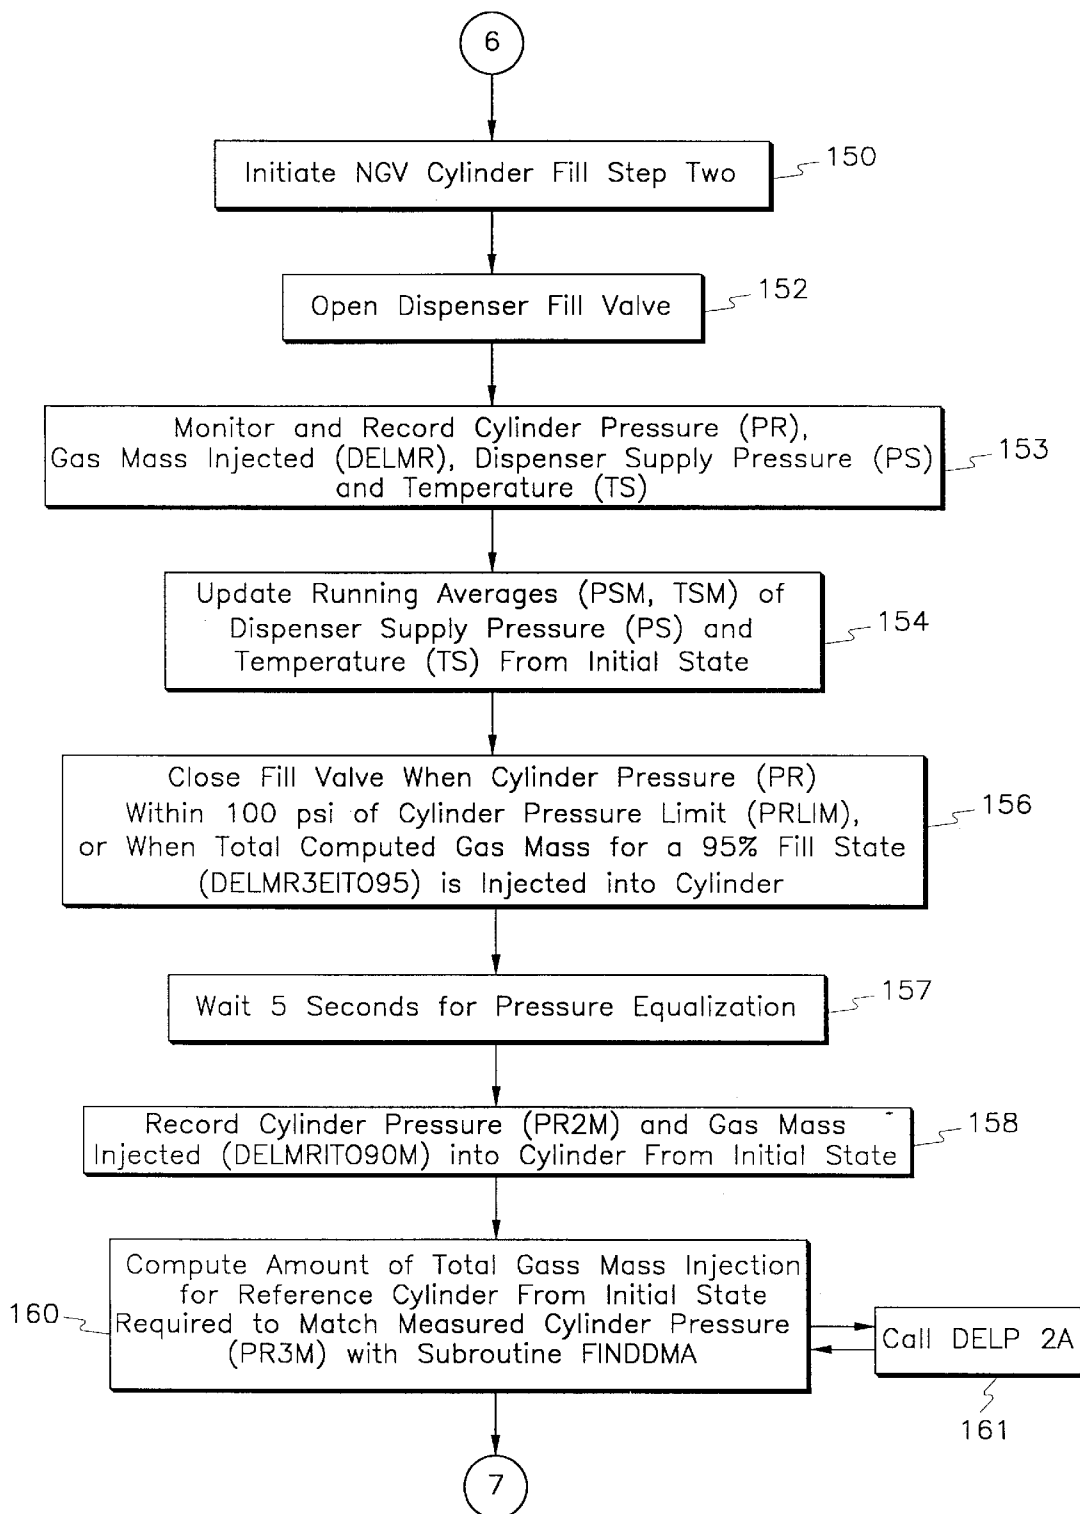 6
Initiate NGV Cylinder Fill Step Two
150
Open Dispenser Fill Valve
152
Monitor and Record Cylinder Pressure (PR),
Gas Mass Injected (DELMR), Dispenser Supply Pressure (PS)
and Temperature (TS)
153
Update Running Averages (PSM, TSM) of
Dispenser Supply Pressure (PS) and
Temperature (TS) From Initial State
154
Close Fill Valve When Cylinder Pressure (PR)
Within 100 psi of Cylinder Pressure Limit (PRLIM),
or When Total Computed Gas Mass for a 95% Fill State
(DELMR3EITO95) is Injected into Cylinder
156
Wait 5 Seconds for Pressure Equalization
157
Record Cylinder Pressure (PR2M) and Gas Mass
Injected (DELMRITO90M) into Cylinder From Initial State
158
Compute Amount of Total Gass Mass Injection
for Reference Cylinder From Initial State
Required to Match Measured Cylinder Pressure
(PR3M) with Subroutine FINDDMA
160
Call DELP 2A
161
7